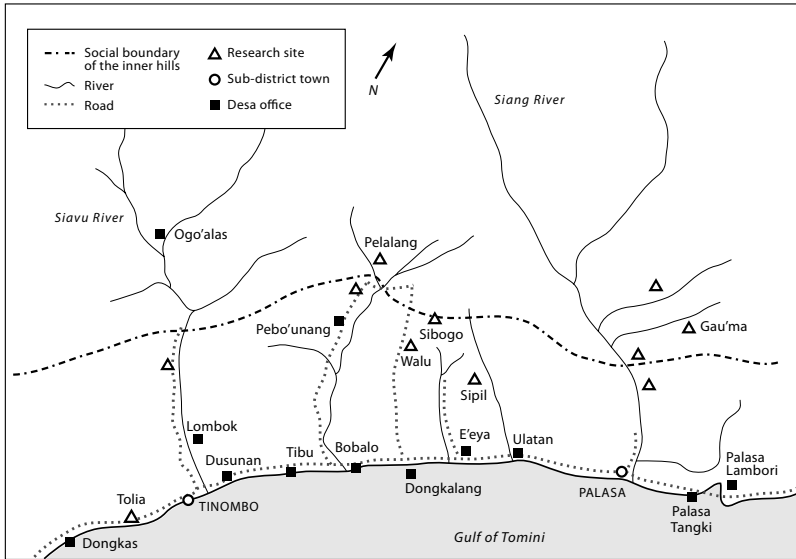 Social boundary
of the inner hills
River
Road
Research site
Sub-district town
Desa office
N
Siang River
Siavu River
Ogo'alas
Pelalang
Pebo'unang
Sibogo
Walu
Gau'ma
Sipil
Lombok
Dusunan
Tibu
Bobalo
E'eya
Ulatan
Palasa
Lambori
Tolia
TINOMBO
Dongkalang
PALASA
Palasa
Tangki
Dongkas
Gulf of Tomini